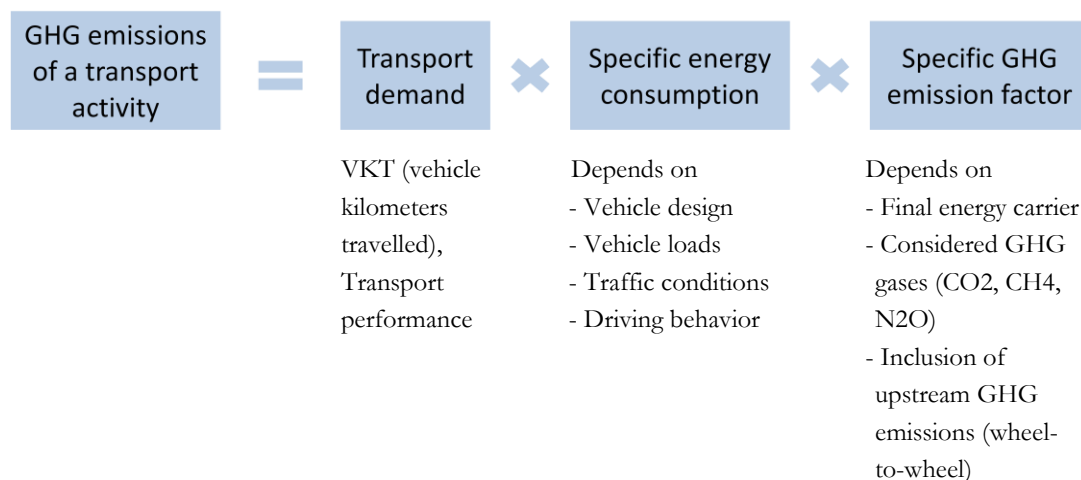 GHG emissions
of a transport
activity
=
Transport
demand
×
Specific energy
consumption
×
Specific GHG
emission factor
VKT (vehicle
kilometers
travelled),
Transport
performance
Depends on
- Vehicle design
- Vehicle loads
- Traffic conditions
- Driving behavior
Depends on
- Final energy carrier
- Considered GHG
gases (CO2, CH4,
N2O)
- Inclusion of
upstream GHG
emissions (wheel-
to-wheel)